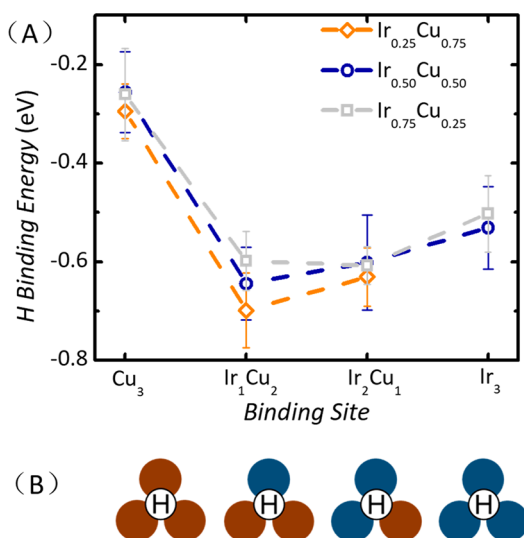 （A）
Ir0.25Cu0.75
Ir0.50Cu0.50
Ir0.75Cu0.25
H Binding Energy (eV)
-0.2
-0.4
-0.6
-0.8
Cu3 Ir1Cu2 Ir2Cu1 Ir3
Binding Site
（B）
H H H H